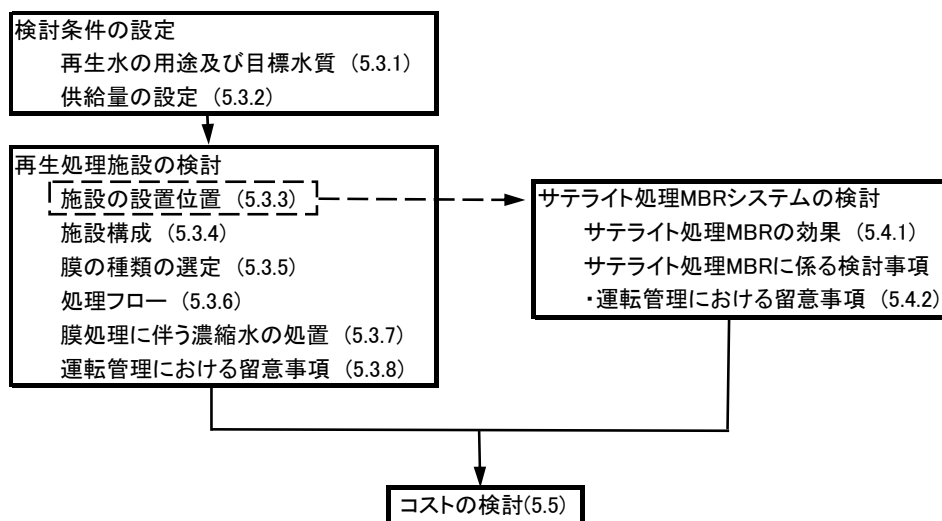 検討条件の設定
再生水の用途及び目標水質 (5.3.1)
供給量の設定 (5.3.2)
再生処理施設の検討
施設の設置位置 (5.3.3)
施設構成 (5.3.4)
膜の種類の選定 (5.3.5)
処理フロー (5.3.6)
膜処理に伴う濃縮水の処置 (5.3.7)
運転管理における留意事項 (5.3.8)
サテライト処理MBRシステムの検討
サテライト処理MBRの効果 (5.4.1)
サテライト処理MBRに係る検討事項
・運転管理における留意事項 (5.4.2)
コストの検討(5.5)